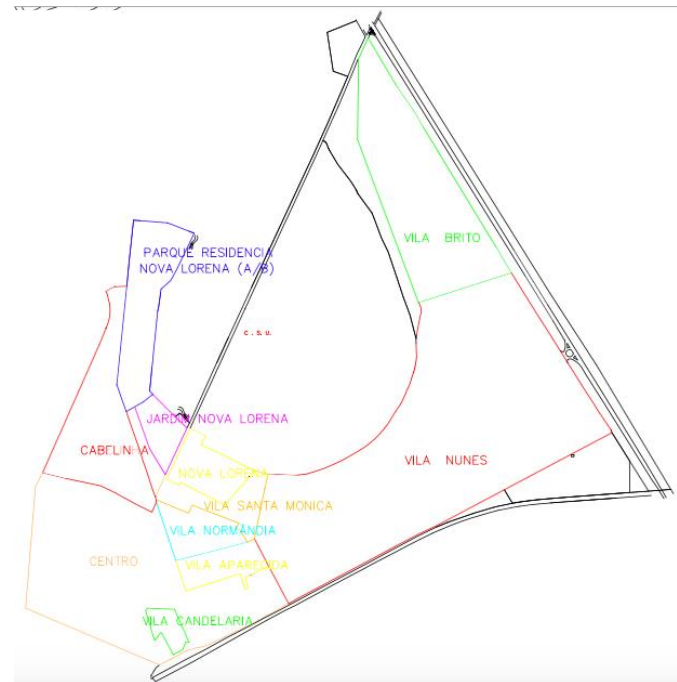 VILA BRITO
PARQUE RESIDENCIA
NOVA LORENA (A/B)
c. s. u.
JARDIM NOVA LORENA
CABELINHA
VILA NUNES
NOVA LORENA
VILA SANTA MONICA
VILA NORMÂNDIA
CENTRO
VILA APARECIDA
VILA CANDELARIA